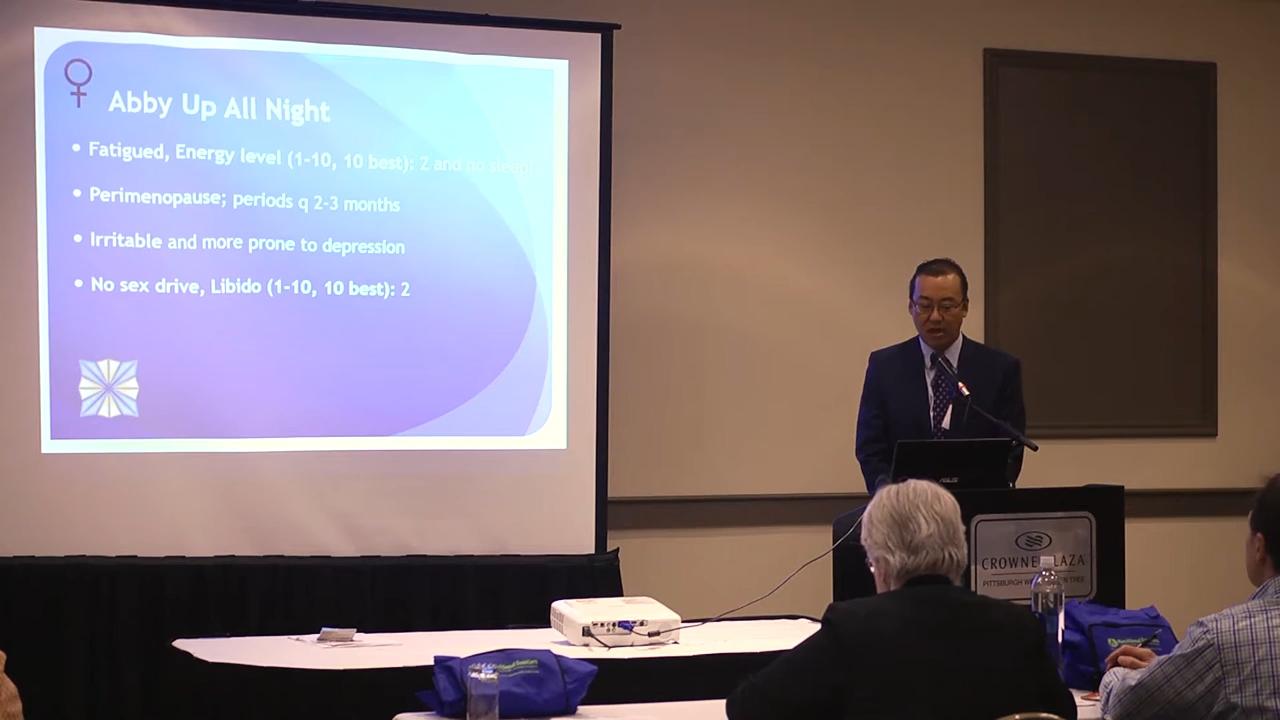 Abby Up All Night
• Fatigued, Energy level (1-10, 10 best): 2 and no sleep!
• Perimenopause; periods q 2-3 months
• Irritable and more prone to depression
• No sex drive, Libido (1-10, 10 best): 2
ASUS
CROWNE PLAZA
PITTSBURGH
TREE